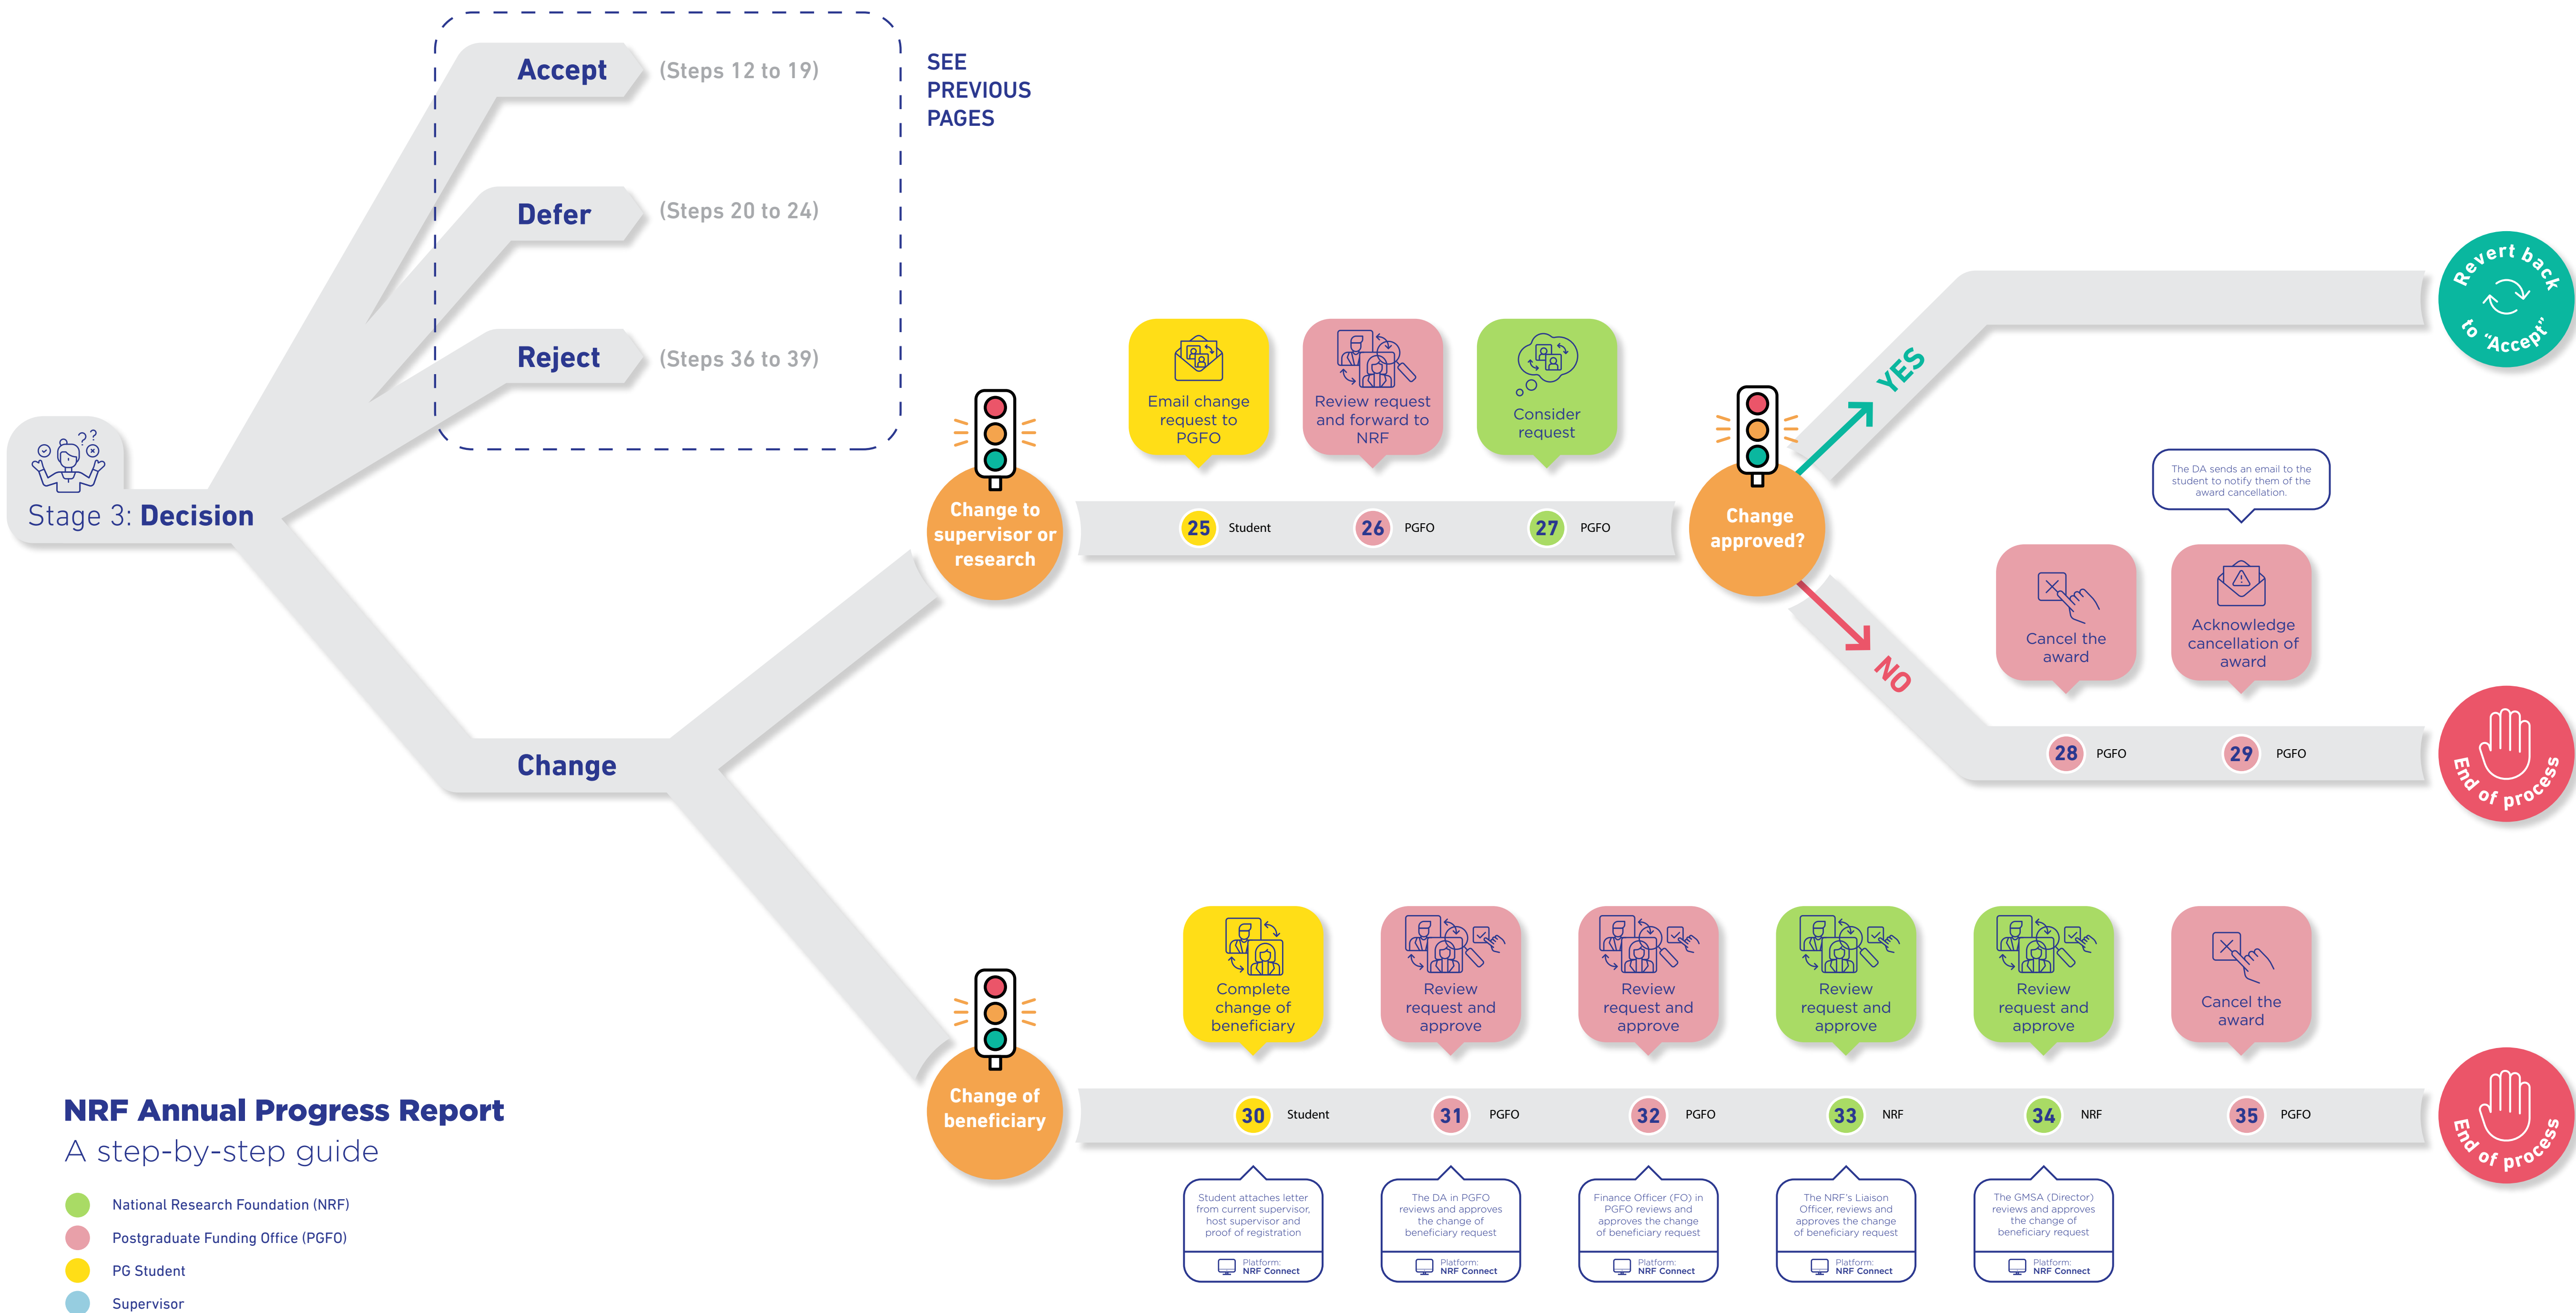 Accept
(Steps 12 to 19)
SEE
PREVIOUS
PAGES
Defer
(Steps 20 to 24)
Reject
(Steps 36 to 39)
??
Stage 3: Decision
Change
Change to
supervisor or
research
Email change
request to
PGFO
25 Student
Review request
and forward to
NRF
26 PGFO
Consider
request
27 PGFO
Change
approved?
YES
Revert back
to "Accept"
NO
The DA sends an email to the
student to notify them of the
award cancellation.
Cancel the
award
28 PGFO
Acknowledge
cancellation of
award
29 PGFO
End of process
Change of
beneficiary
Complete
change of
beneficiary
30 Student
Student attaches letter
from current supervisor,
host supervisor and
proof of registration
Platform:
NRF Connect
Review
request and
approve
31 PGFO
The DA in PGFO
reviews and approves
the change of
beneficiary request
Platform:
NRF Connect
Review
request and
approve
32 PGFO
Finance Officer (FO) in
PGFO reviews and
approves the change
of beneficiary request
Platform:
NRF Connect
Review
request and
approve
33 NRF
The NRF's Liaison
Officer, reviews and
approves the change
of beneficiary request
Platform:
NRF Connect
Review
request and
approve
34 NRF
The GMSA (Director)
reviews and approves
the change of
beneficiary request
Platform:
NRF Connect
Cancel the
award
35 PGFO
End of process
NRF Annual Progress Report
A step-by-step guide
National Research Foundation (NRF)
Postgraduate Funding Office (PGFO)
PG Student
Supervisor